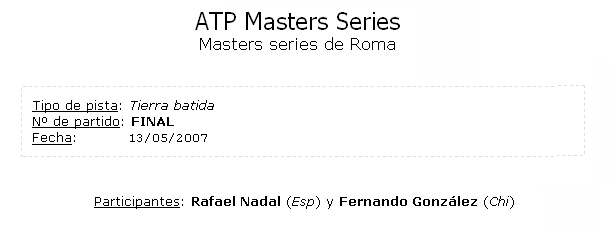 ATP Masters Series
Masters series de Roma
Tipo de pista: Tierra batida
Nº de partido: FINAL
Fecha: 13/05/2007
Participantes: Rafael Nadal (Esp) y Fernando González (Chi)